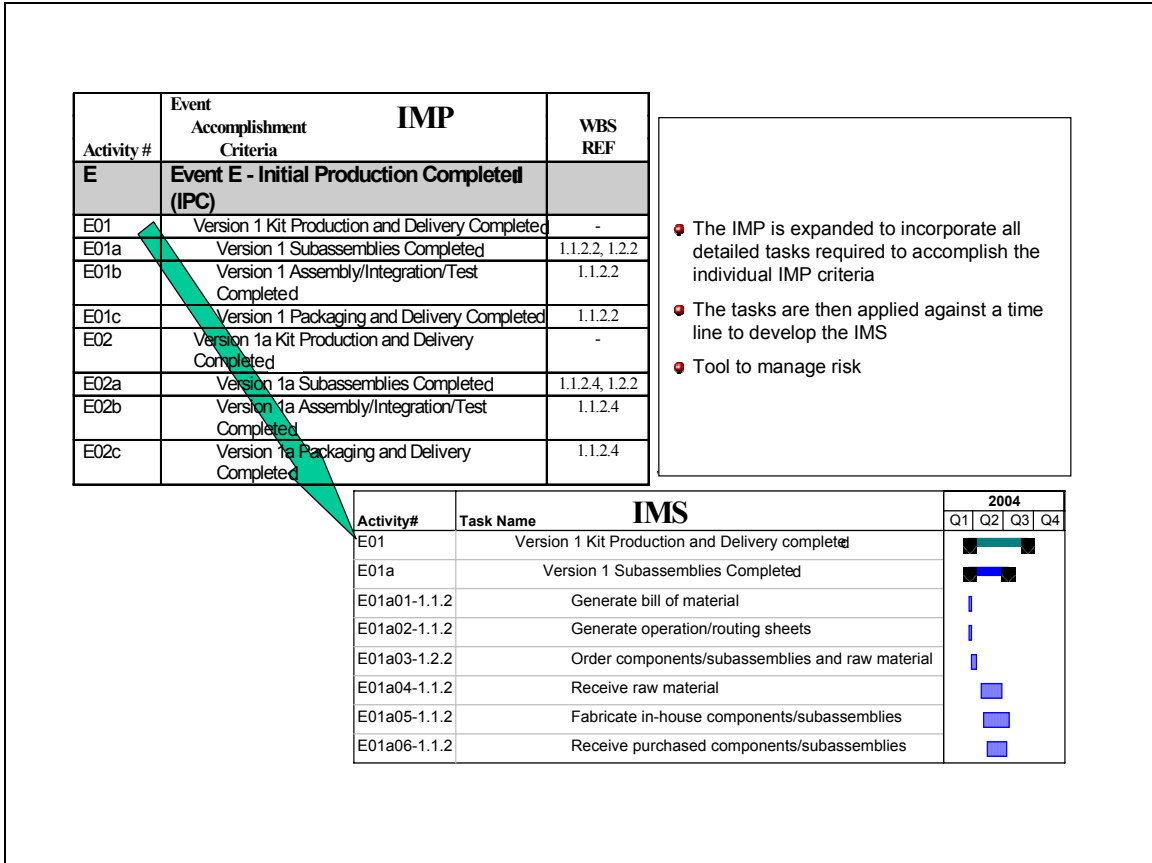 Event
Accomplishment IMP WBS
Activity # Criteria REF
E Event E - Initial Production Completed
(IPC)
E01 Version 1 Kit Production and Delivery Completed -
E01a Version 1 Subassemblies Completed 1.1.2.2, 1.2.2
E01b Version 1 Assembly/Integration/Test 1.1.2.2
Completed
E01c Version 1 Packaging and Delivery Completed 1.1.2.2
E02 Version 1a Kit Production and Delivery -
Completed
E02a Version 1a Subassemblies Completed 1.1.2.4, 1.2.2
E02b Version 1a Assembly/Integration/Test 1.1.2.4
Completed
E02c Version 1a Packaging and Delivery 1.1.2.4
Completed
The IMP is expanded to incorporate all
detailed tasks required to accomplish the
individual IMP criteria
The tasks are then applied against a time
line to develop the IMS
Tool to manage risk
2004
Activity# Task Name IMS Q1 Q2 Q3 Q4
E01 Version 1 Kit Production and Delivery completed
E01a Version 1 Subassemblies Completed
E01a01-1.1.2 Generate bill of material
E01a02-1.1.2 Generate operation/routing sheets
E01a03-1.2.2 Order components/subassemblies and raw material
E01a04-1.1.2 Receive raw material
E01a05-1.1.2 Fabricate in-house components/subassemblies
E01a06-1.1.2 Receive purchased components/subassemblies